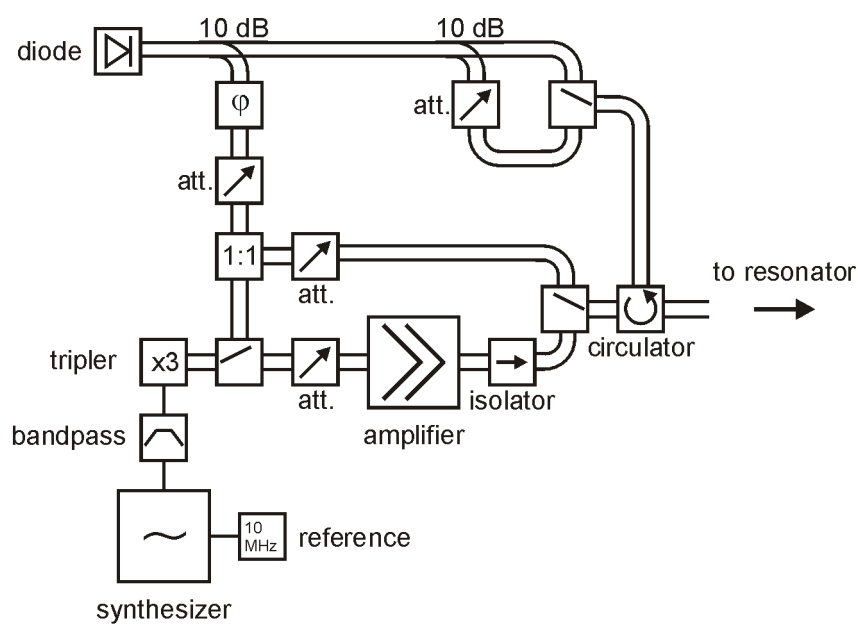 10 dB
10 dB
diode
φ
att.
att.
1:1
to resonator
att.
circulator
tripler
x3
att.
isolator
bandpass
amplifier
10
MHz
reference
~
synthesizer